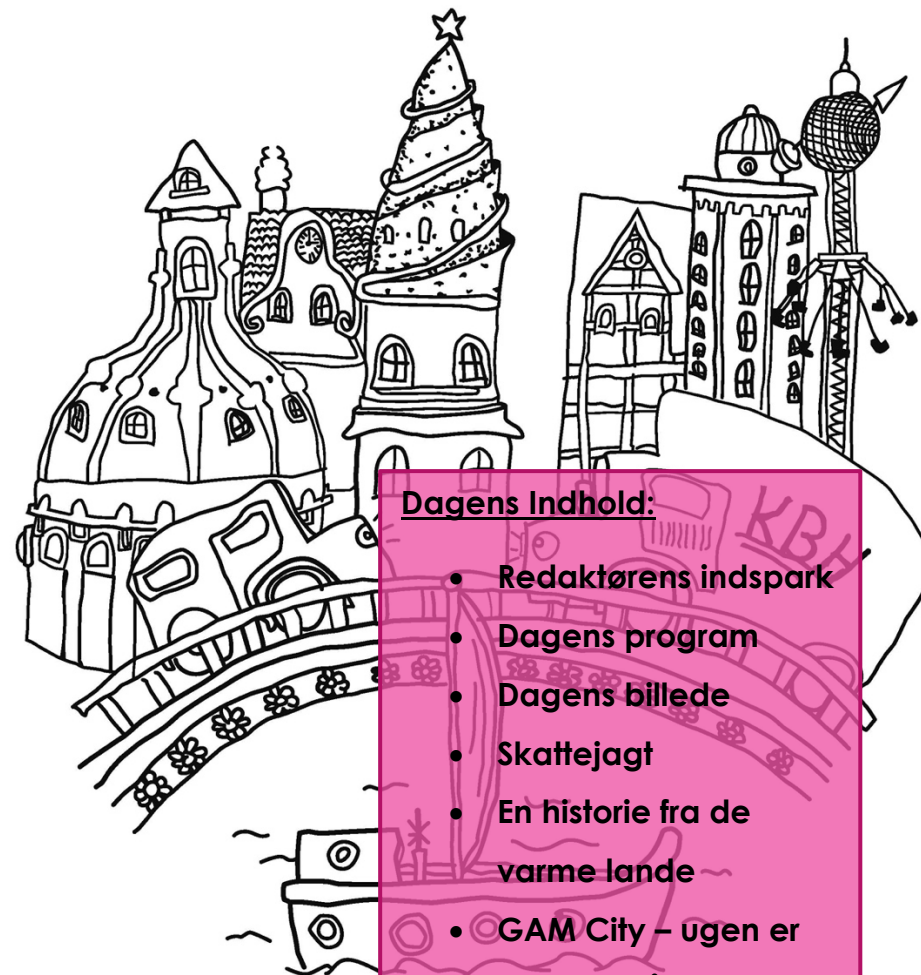 KBH
Dagens Indhold:
• Redaktørens indspark
• Dagens program
• Dagens billede
• Skattejagt
• En historie fra de
varme lande
• GAM City – ugen er